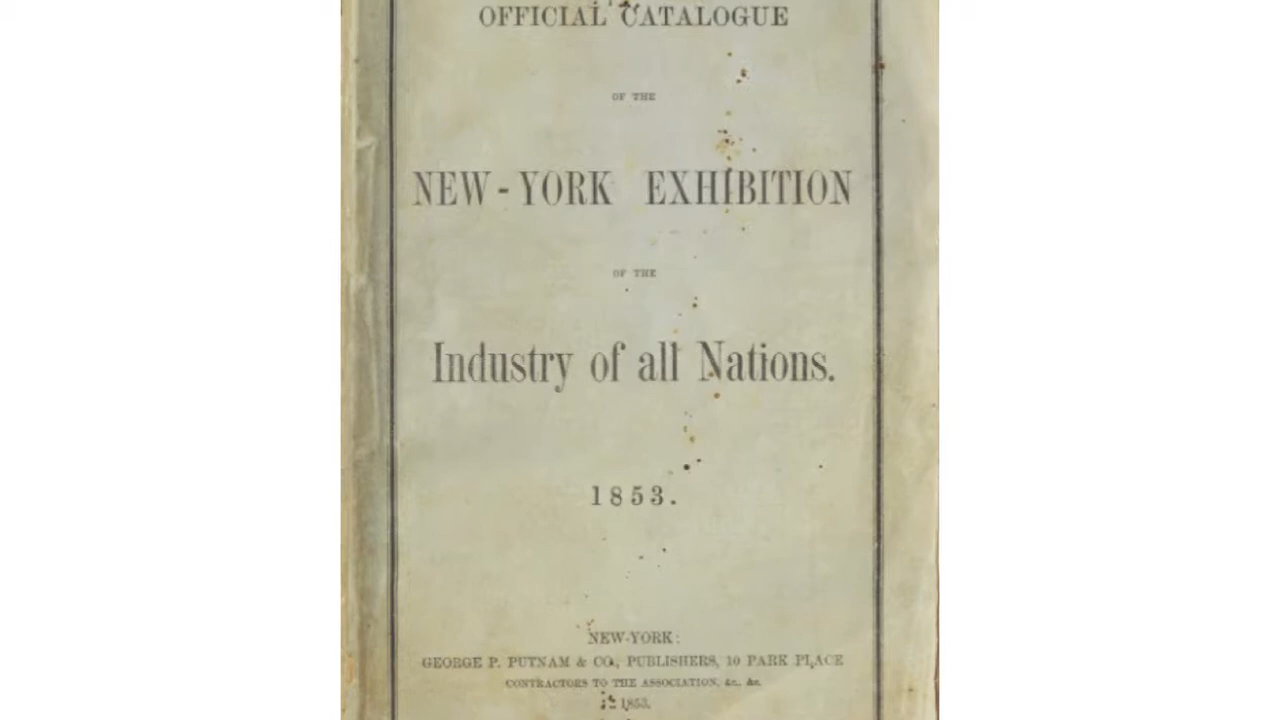 OFFICIAL CATALOGUE
OF THE
NEW-YORK EXHIBITION
OF THE
Industry of all Nations.
1853.
NEW-YORK:
GEORGE P. PUTNAM & CO., PUBLISHERS, 10 PARK PLACE
CONTRACTORS TO THE ASSOCIATION, &c., &c.
1853.